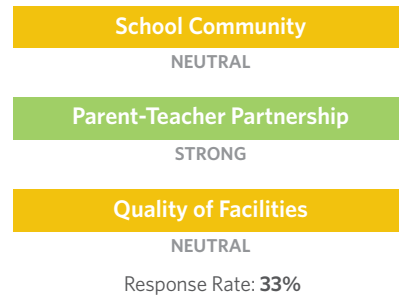 School Community
NEUTRAL
Parent-Teacher Partnership
STRONG
Quality of Facilities
NEUTRAL
Response Rate: 33%